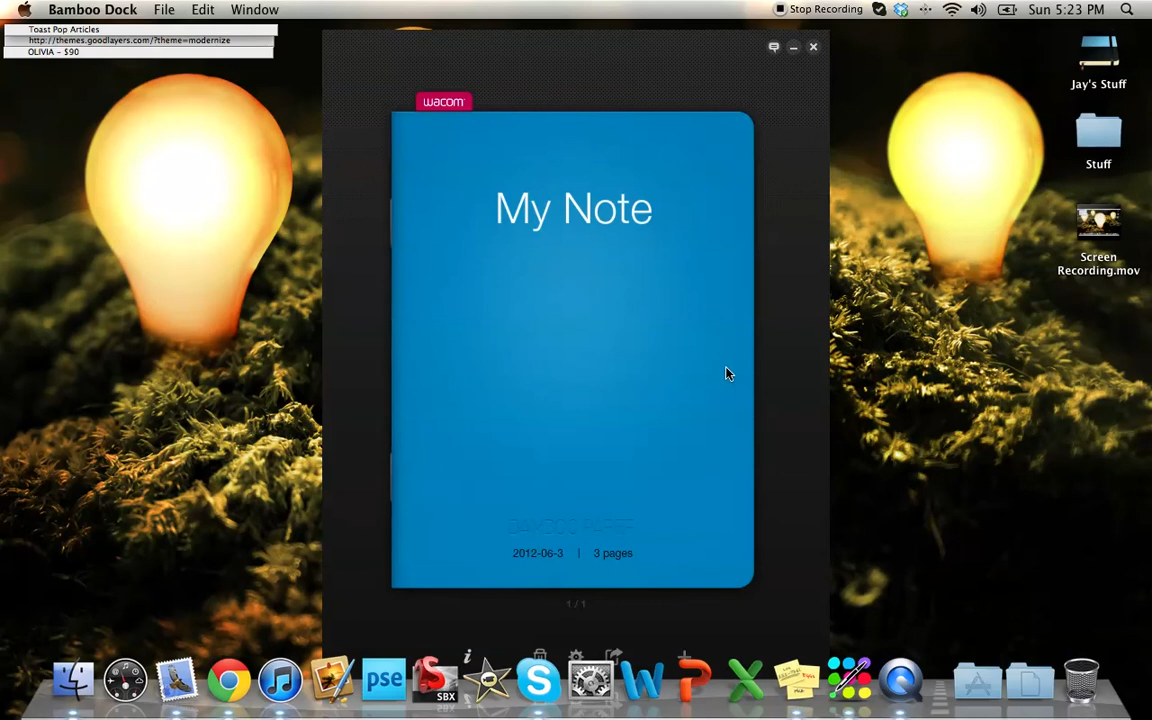 Bamboo Dock File Edit Window Stop Recording Sun 5:23 PM
Toast Pop Articles
http://themes.goodlayers.com/?theme=modernize
OLIVIA - $90
Jay's Stuff
wacom
Stuff
My Note
Screen
Recording.mov
BAMBOO PAPER
2012-06-3 | 3 pages
1 / 1
pse
SBX